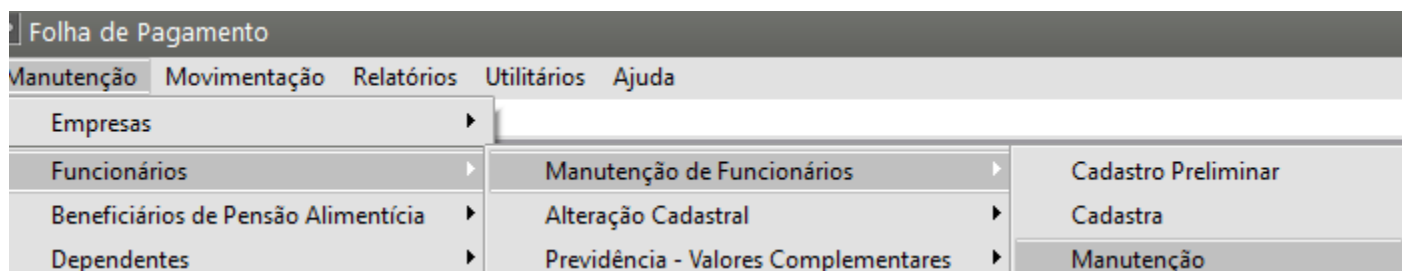 Folha de Pagamento
Manutenção Movimentação Relatórios Utilitários Ajuda
Empresas
Funcionários Manutenção de Funcionários Cadastro Preliminar
Beneficiários de Pensão Alimentícia Alteração Cadastral Cadastra
Dependentes Previdência - Valores Complementares Manutenção